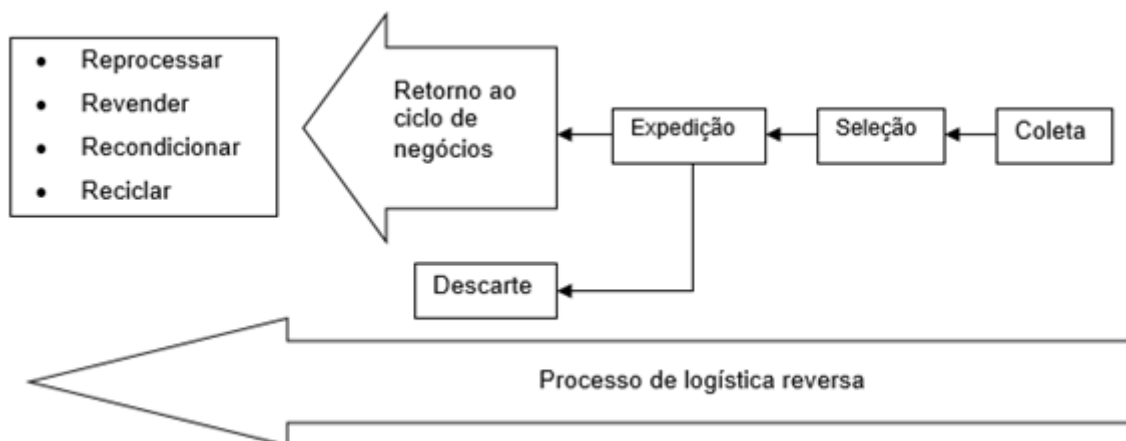 • Reprocessar
• Revender
• Recondicionar
• Reciclar
Retorno ao
ciclo de
negócios
Expedição
Seleção
Coleta
Descarte
Processo de logística reversa